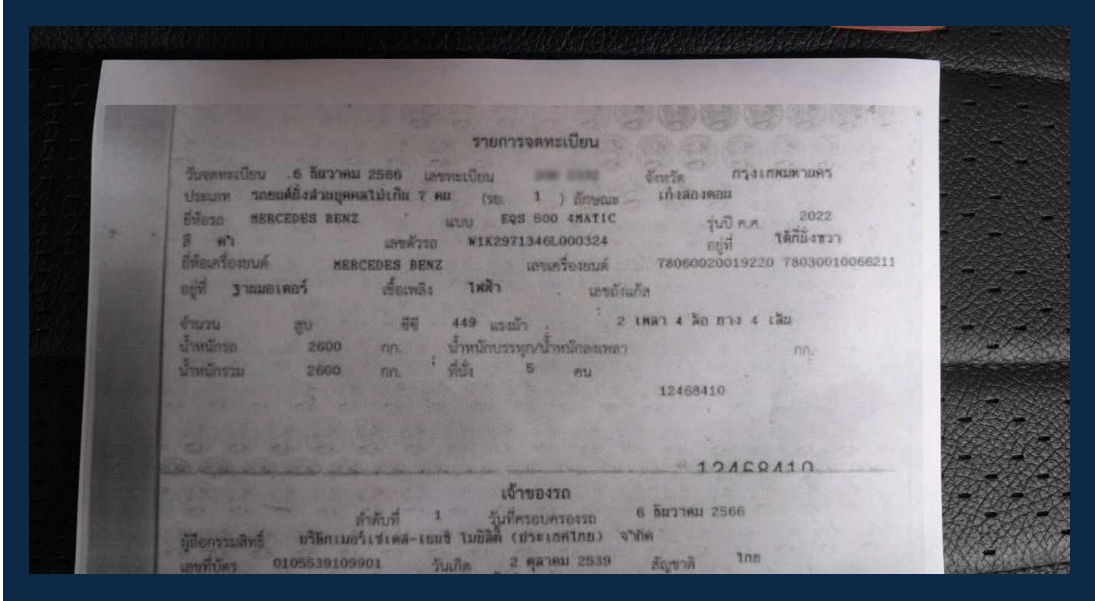 รายการจดทะเบียน
วันจดทะเบียน 6 ธันวาคม 2566 เลขทะเบียน จังหวัด กรุงเทพมหานคร
ประเภท รถยนต์นั่งส่วนบุคคลไม่เกิน 7 คน (รย. 1 ) ลักษณะ เก๋งสองตอน
ยี่ห้อรถ MERCEDES BENZ แบบ EQS 500 4MATIC รุ่นปี ค.ศ. 2022
สี ดำ เลขตัวรถ W1K2971346L000324 อยู่ที่ ใต้ที่นั่งขวา
ยี่ห้อเครื่องยนต์ MERCEDES BENZ เลขเครื่องยนต์ 78060020019220 78030010066211
อยู่ที่ ฐานมอเตอร์ เชื้อเพลิง ไฟฟ้า เลขถังแก๊ส
จำนวน สูบ ซีซี 449 แรงม้า 2 เพลา 4 ล้อ ยาง 4 เส้น
น้ำหนักรถ 2600 กก. น้ำหนักบรรทุก/น้ำหนักลงเพลา กก.
น้ำหนักรวม 2600 กก. ที่นั่ง 5 คน
12468410
12468410
เจ้าของรถ
ลำดับที่ 1 วันที่ครอบครองรถ 6 ธันวาคม 2566
ผู้ถือกรรมสิทธิ์ บริษัทเมอร์เซเดส-เบนซ์ โมบิลิตี้ (ประเทศไทย) จำกัด
เลขที่บัตร 0105539109901 วันเกิด 2 ตุลาคม 2539 สัญชาติ ไทย